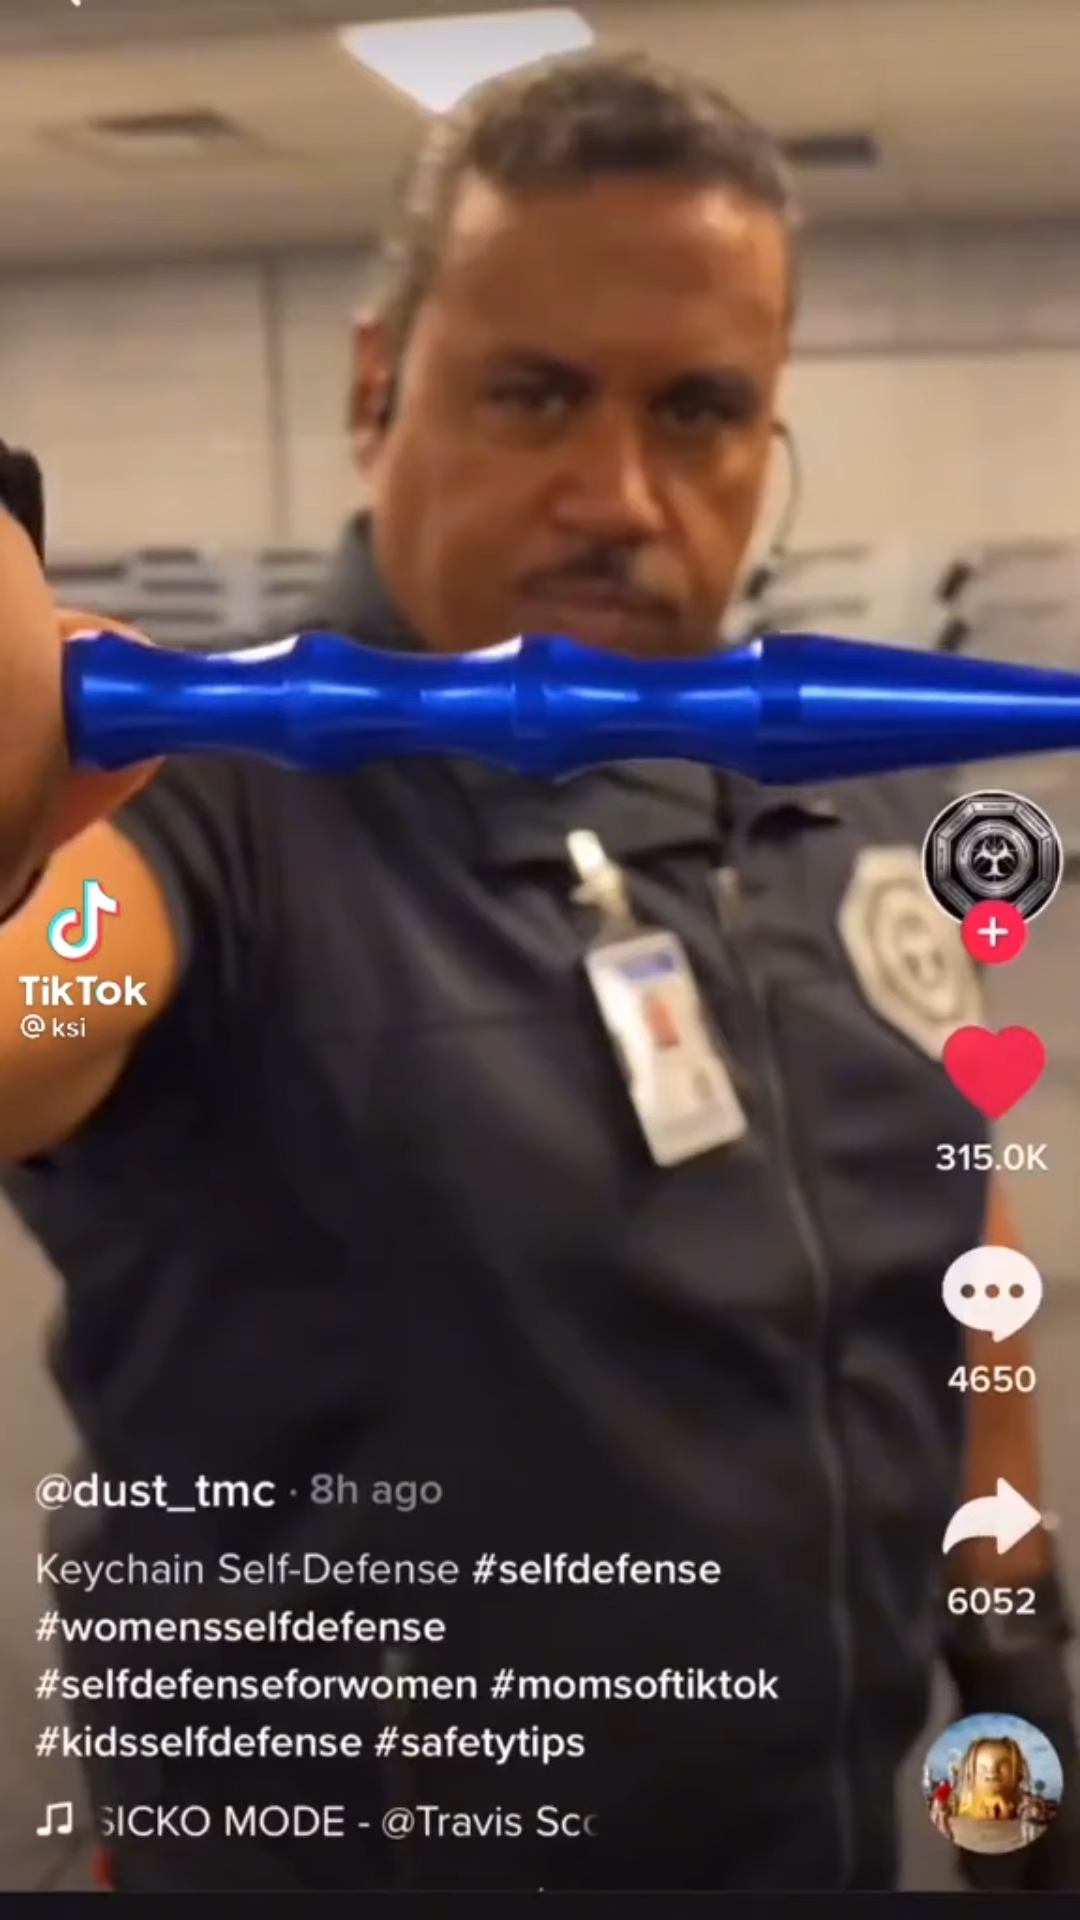 TikTok
@ksi
315.0K
4650
6052
@dust_tmc · 8h ago
Keychain Self-Defense #selfdefense
#womensselfdefense
#selfdefenseforwomen #momsoftiktok
#kidsselfdefense #safetytips
SICKO MODE - @Travis